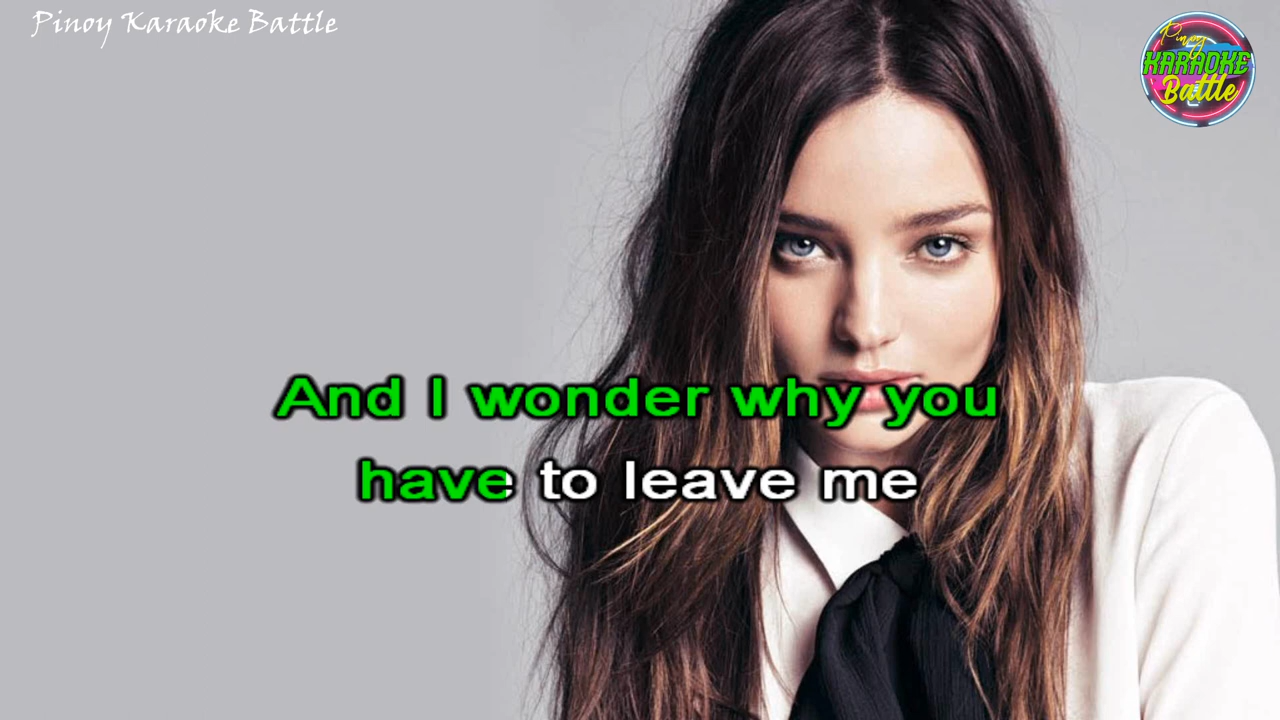 Pinoy Karaoke Battle
Pinoy
KARAOKE
Battle
And I wonder why you
have to leave me